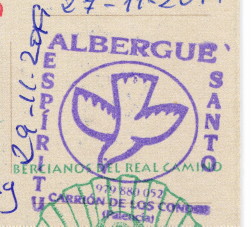 27-11-2011
ALBERGUE
ESPÍRITU
SANTO
29-11-2011
BERCIANOS DEL REAL CAMINO
979 880 052
CARRIÓN DE LOS CONDES
(Palencia)